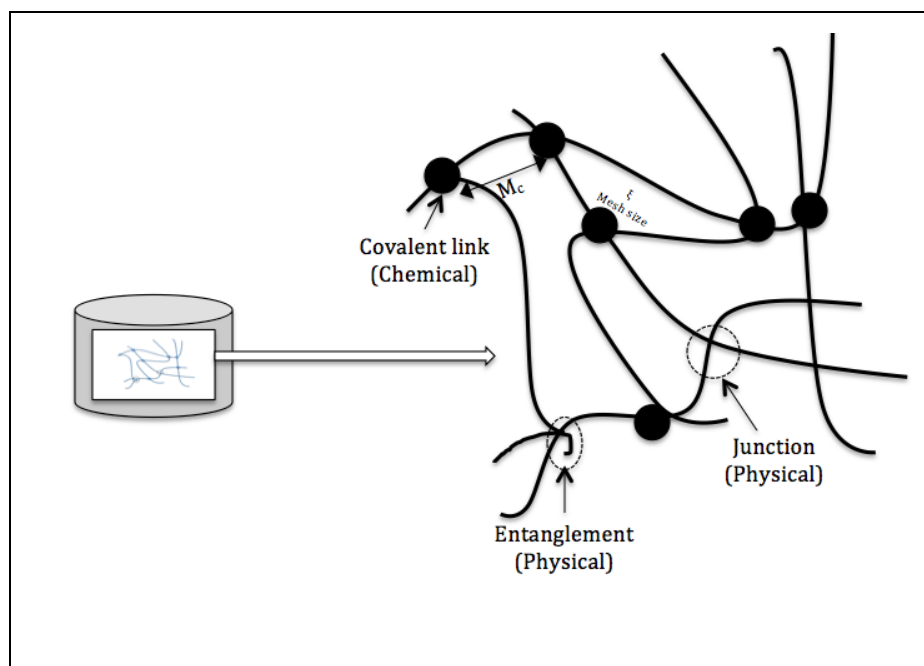 Mc
ξ
Mesh size
Covalent link
(Chemical)
Junction
(Physical)
Entanglement
(Physical)